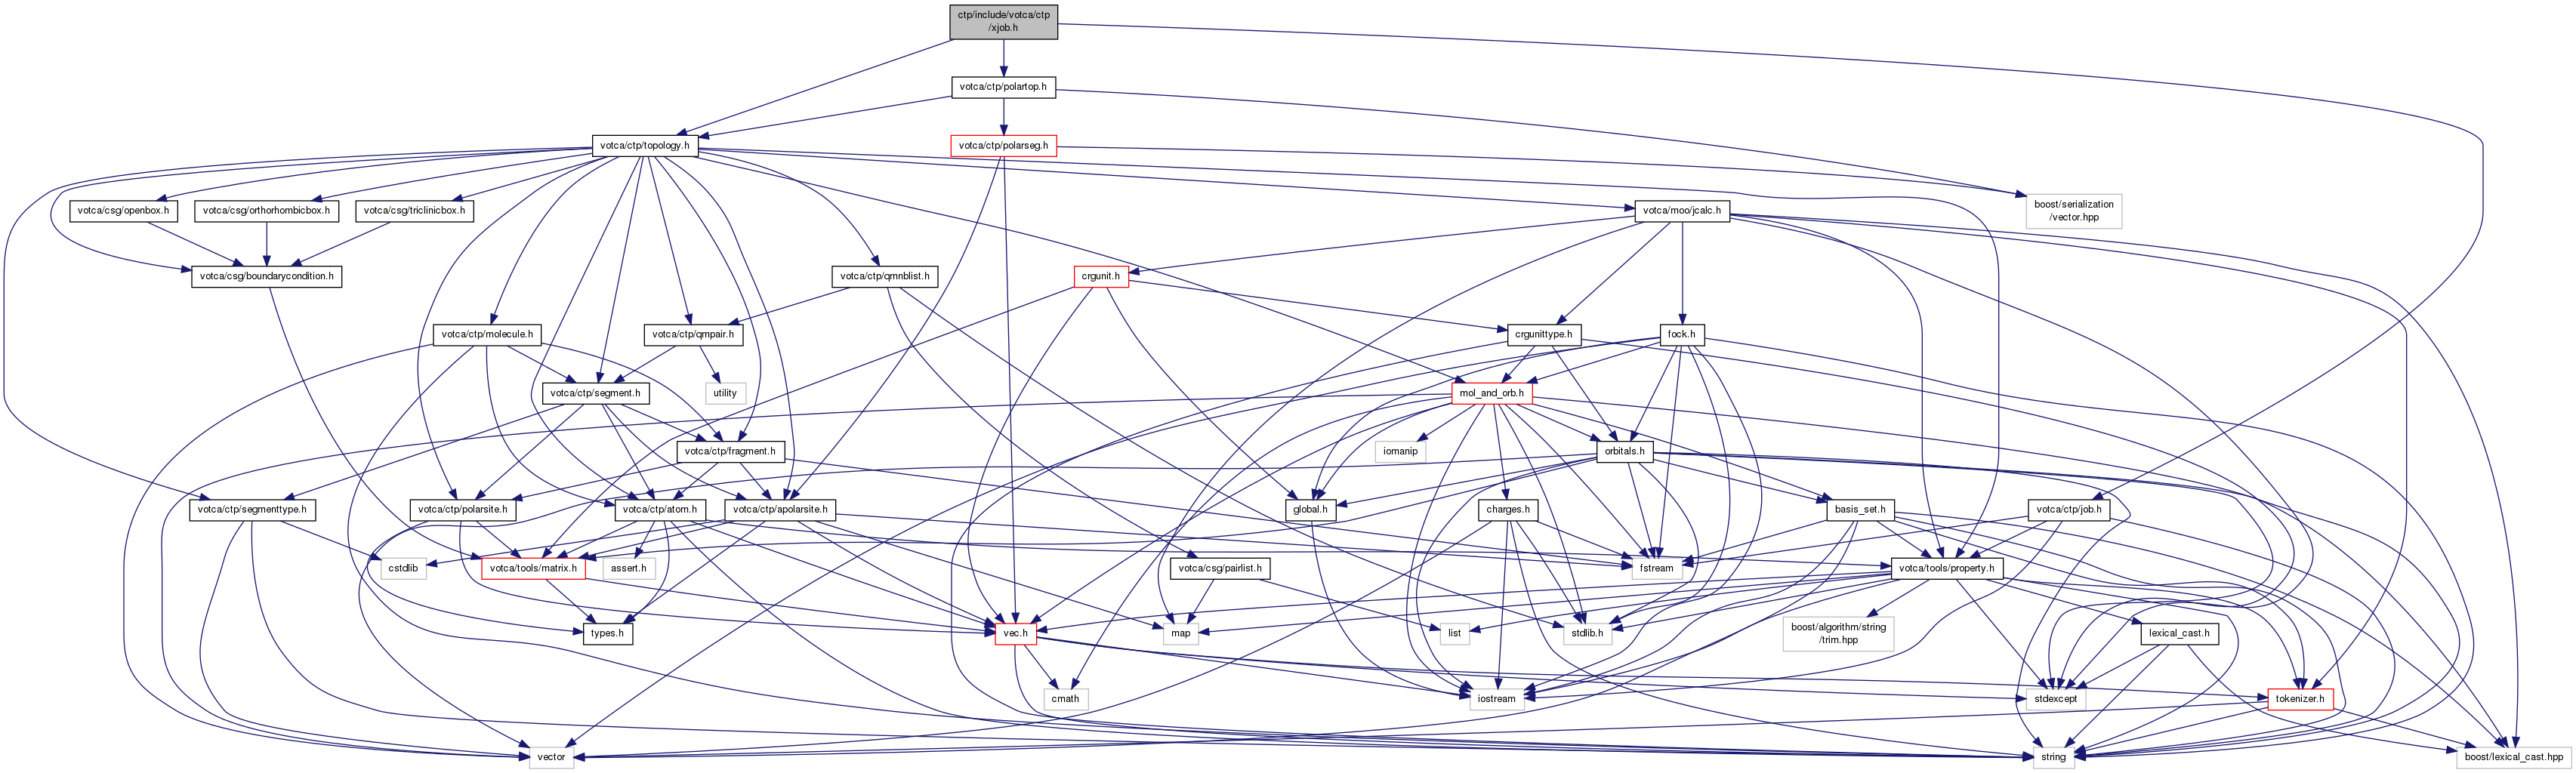 ctp/include/votca/ctp
/xjob.h
votca/ctp/polartop.h
votca/ctp/topology.h
votca/ctp/polarseg.h
votca/csg/openbox.h
votca/csg/orthorhombicbox.h
votca/csg/triclinicbox.h
votca/moo/jcalc.h
boost/serialization
/vector.hpp
votca/csg/boundarycondition.h
votca/ctp/qmnblist.h
crgunit.h
votca/ctp/molecule.h
votca/ctp/qmpair.h
crgunittype.h
fock.h
votca/ctp/segment.h
utility
mol_and_orb.h
votca/ctp/fragment.h
iomanip
orbitals.h
votca/ctp/segmenttype.h
votca/ctp/polarsite.h
votca/ctp/atom.h
votca/ctp/apolarsite.h
global.h
charges.h
basis_set.h
votca/ctp/job.h
cstdlib
votca/tools/matrix.h
assert.h
votca/csg/pairlist.h
fstream
votca/tools/property.h
types.h
vec.h
map
list
stdlib.h
boost/algorithm/string
/trim.hpp
lexical_cast.h
cmath
iostream
stdexcept
tokenizer.h
vector
string
boost/lexical_cast.hpp